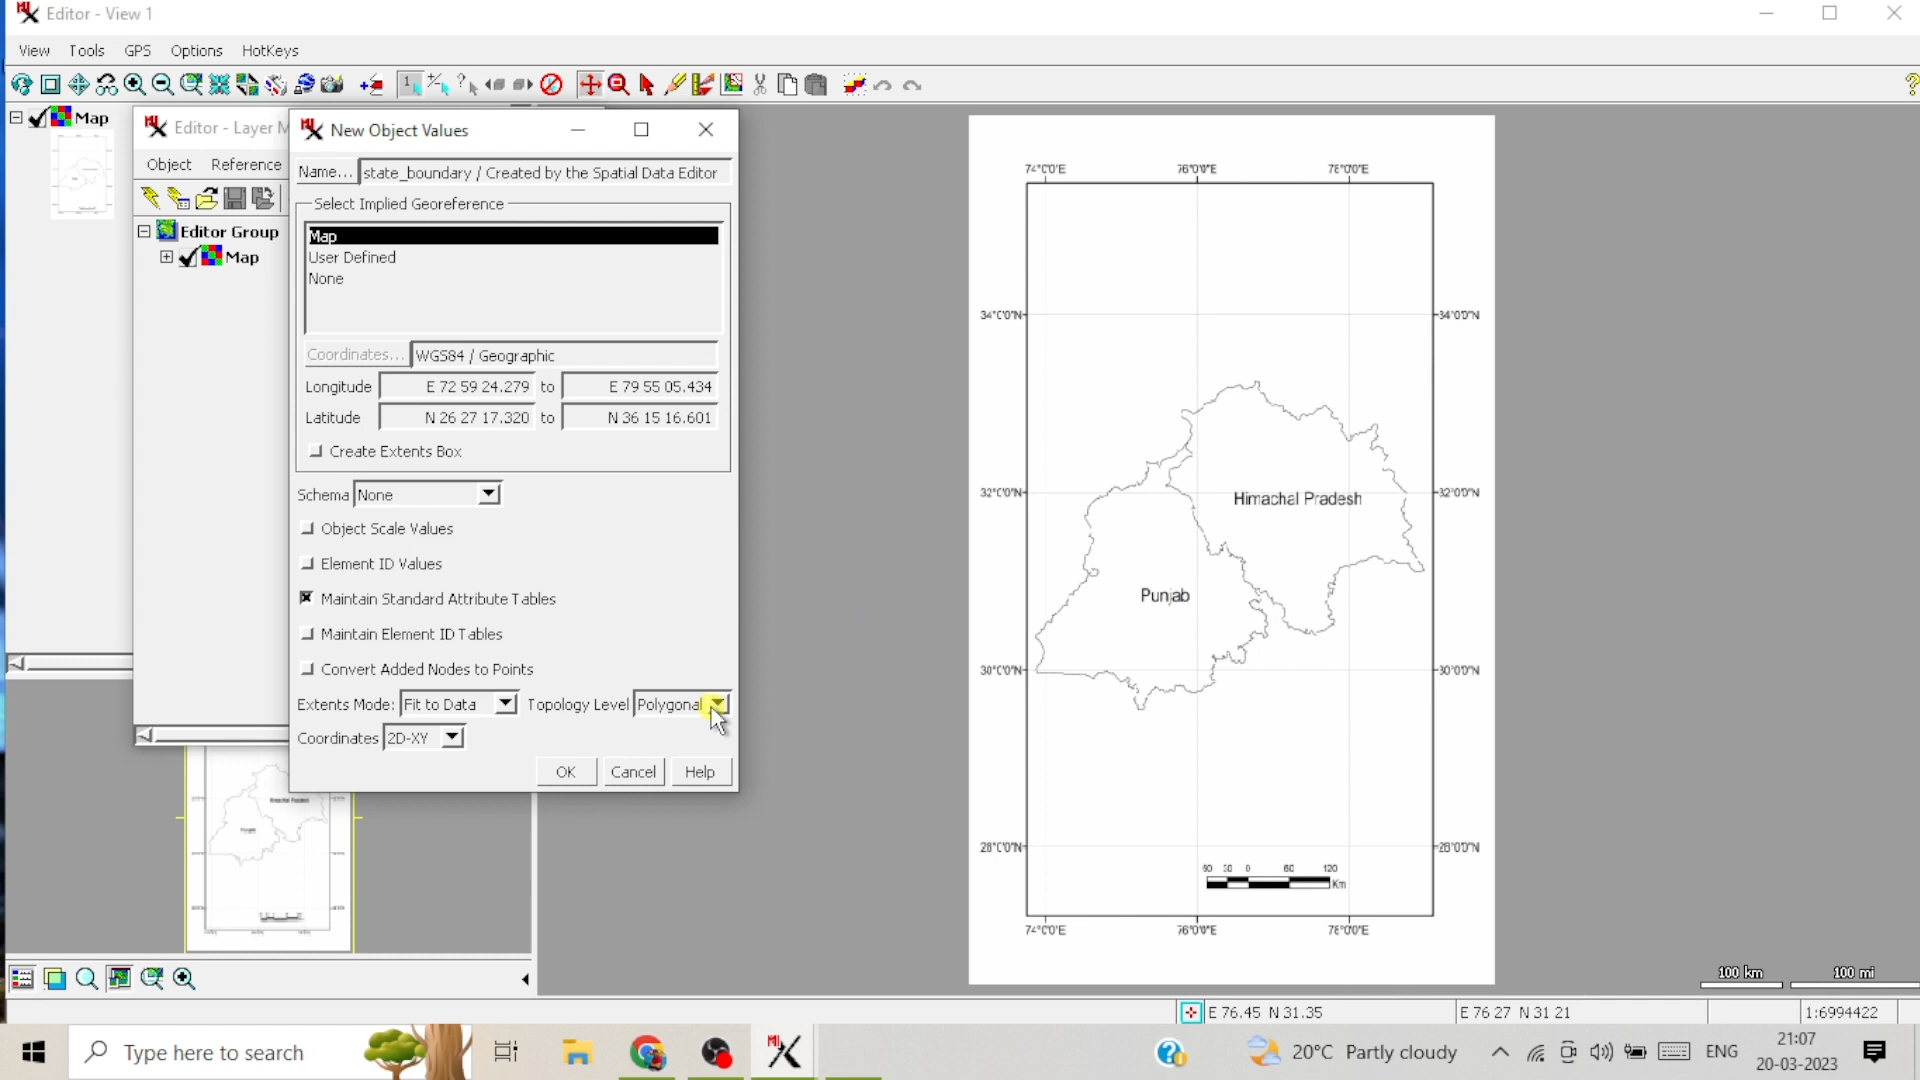 Editor - View 1
View Tools GPS Options HotKeys
Map
Editor - Layer M
Object Reference
Editor Group
Map
New Object Values
Name... state_boundary / Created by the Spatial Data Editor
Select Implied Georeference
Map
User Defined
None
Coordinates... WGS84 / Geographic
Longitude E 72 59 24.279 to E 79 55 05.434
Latitude N 26 27 17.320 to N 36 15 16.601
Create Extents Box
Schema None
Object Scale Values
Element ID Values
Maintain Standard Attribute Tables
Maintain Element ID Tables
Convert Added Nodes to Points
Extents Mode: Fit to Data Topology Level Polygonal
Coordinates 2D-XY
OK Cancel Help
74°0'0"E 76°0'0"E 78°0'0"E
34°0'0"N 34°0'0"N
32°0'0"N 32°0'0"N
Himachal Pradesh
Punjab
30°0'0"N 30°0'0"N
28°0'0"N 28°0'0"N
60 30 0 60 120
Km
74°0'0"E 76°0'0"E 78°0'0"E
100 km 100 mi
E 76.45 N 31.35 E 76 27 N 31 21 1:6994422
Type here to search
20°C Partly cloudy
ENG
21:07
20-03-2023